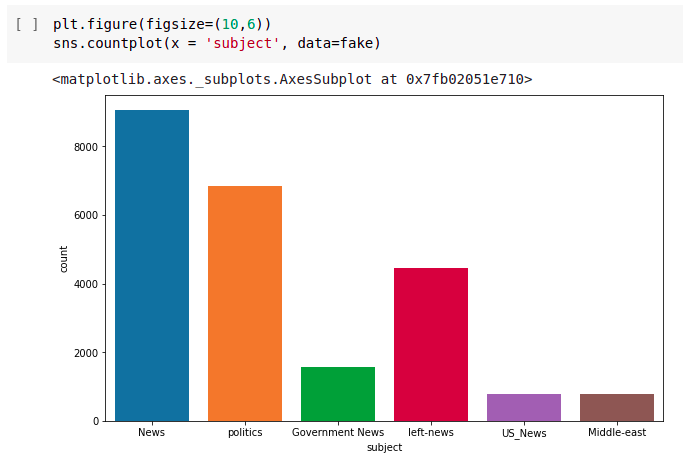 [ ] plt.figure(figsize=(10,6))
sns.countplot(x = 'subject', data=fake)
<matplotlib.axes._subplots.AxesSubplot at 0x7fb02051e710>
8000
6000
4000
2000
0
count
News politics Government News left-news US_News Middle-east
subject